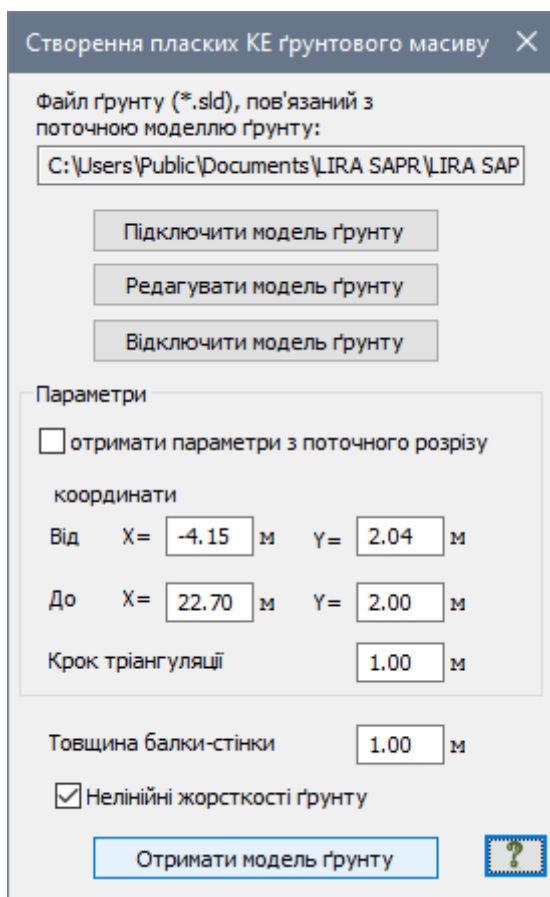 Створення пласких КЕ ґрунтового масиву
Файл ґрунту (*.sld), пов'язаний з
поточною моделлю ґрунту:
C:\Users\Public\Documents\LIRA SAPR\LIRA SAP
Підключити модель ґрунту
Редагувати модель ґрунту
Відключити модель ґрунту
Параметри
отримати параметри з поточного розрізу
координати
Від X= -4.15 м Y= 2.04 м
До X= 22.70 м Y= 2.00 м
Крок тріангуляції 1.00 м
Товщина балки-стінки 1.00 м
Нелінійні жорсткості ґрунту
Отримати модель ґрунту ?